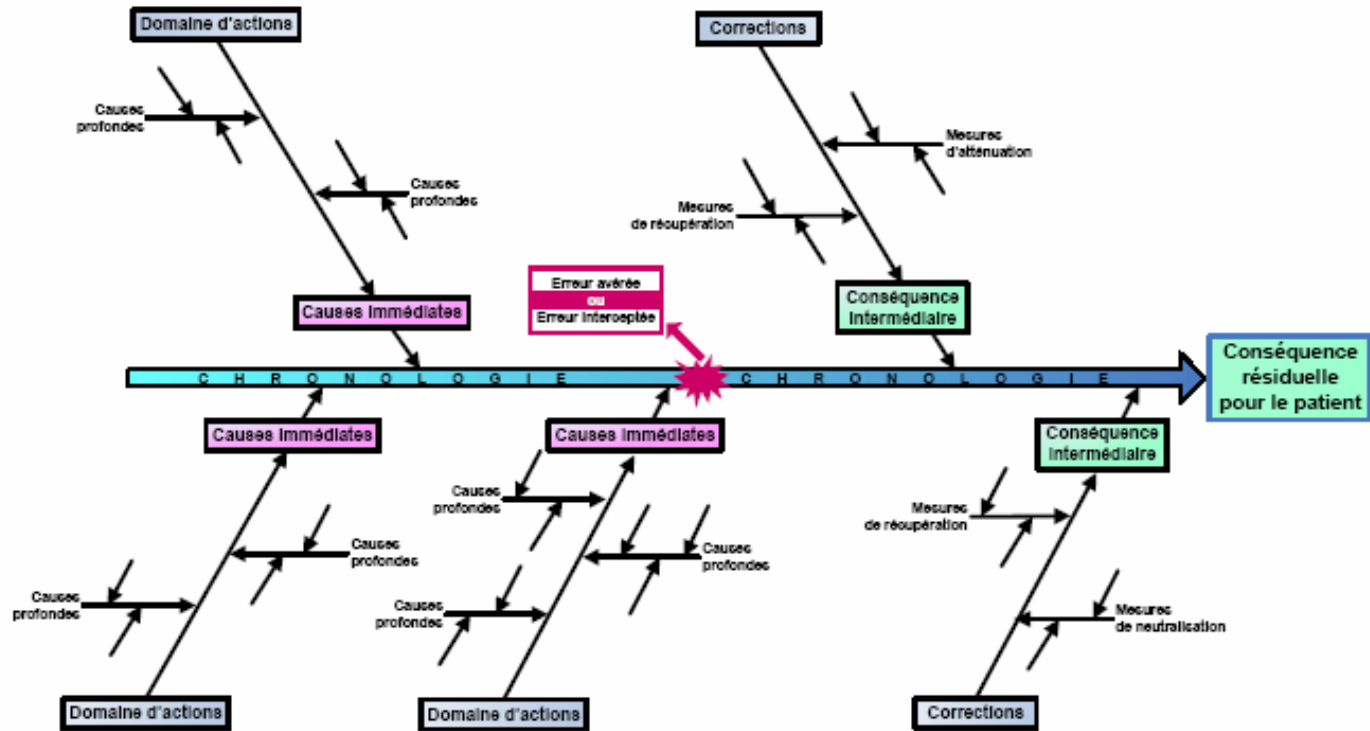 Domaine d'actions
Corrections
Causes
profondes
Mesures
d'atténuation
Causes
profondes
Mesures
de récupération
Erreur avérée
ou
Erreur interceptée
Causes immédiates
Conséquence
intermédiaire
CHRONOLOGIE
CHRONOLOGIE
Conséquence
résiduelle
pour le patient
Causes immédiates
Causes immédiates
Conséquence
intermédiaire
Causes
profondes
Mesures
de récupération
Causes
profondes
Causes
profondes
Causes
profondes
Causes
profondes
Mesures
de neutralisation
Domaine d'actions
Domaine d'actions
Corrections